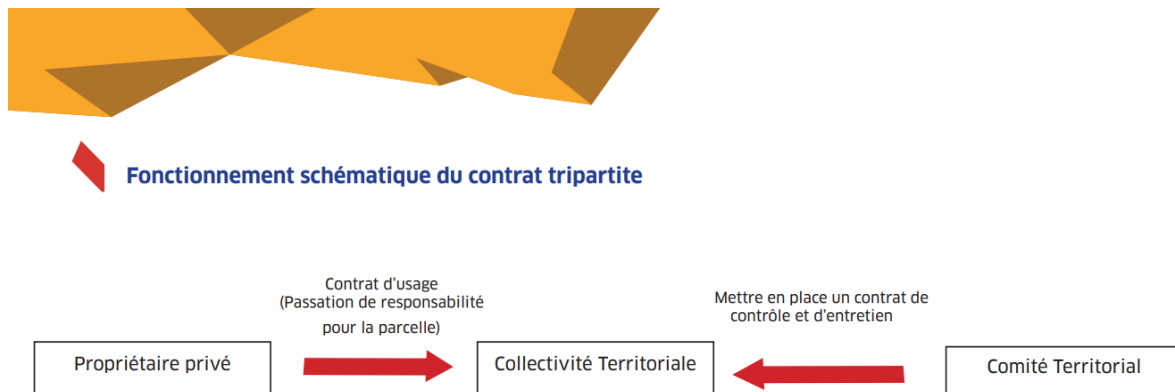 Fonctionnement schématique du contrat tripartite
Contrat d'usage
(Passation de responsabilité
pour la parcelle)
Mettre en place un contrat de
contrôle et d'entretien
Propriétaire privé
Collectivité Territoriale
Comité Territorial